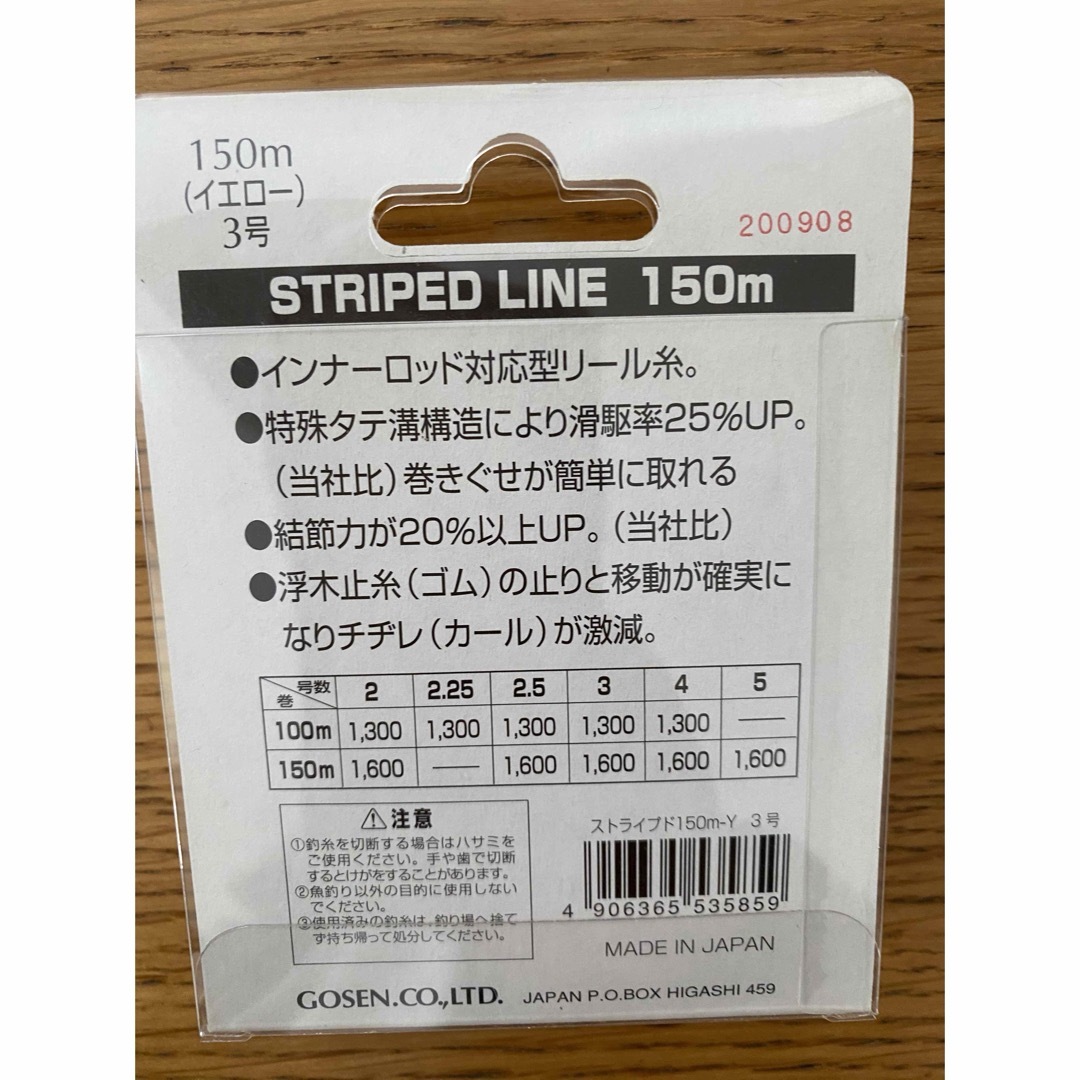 150m
(イエロー)
3号
200908
STRIPED LINE 150m
●インナーロッド対応型リール糸。
●特殊タテ溝構造により滑駆率25%UP。
(当社比)巻きぐせが簡単に取れる
●結節力が20%以上UP。(当社比)
●浮木止糸(ゴム)の止りと移動が確実に
なりチヂレ(カール)が激減。
号数 巻 2 2.25 2.5 3 4 5
100m 1,300 1,300 1,300 1,300 1,300 —
150m 1,600 — 1,600 1,600 1,600 1,600
⚠注意
①釣糸を切断する場合はハサミを
ご使用ください。手や歯で切断
するとけがをすることがあります。
②魚釣り以外の目的に使用しない
でください。
③使用済みの釣糸は、釣り場へ捨て
ず持ち帰って処分してください。
ストライプド150m-Y 3号
4 906365 535859
MADE IN JAPAN
GOSEN.CO.,LTD. JAPAN P.O.BOX HIGASHI 459